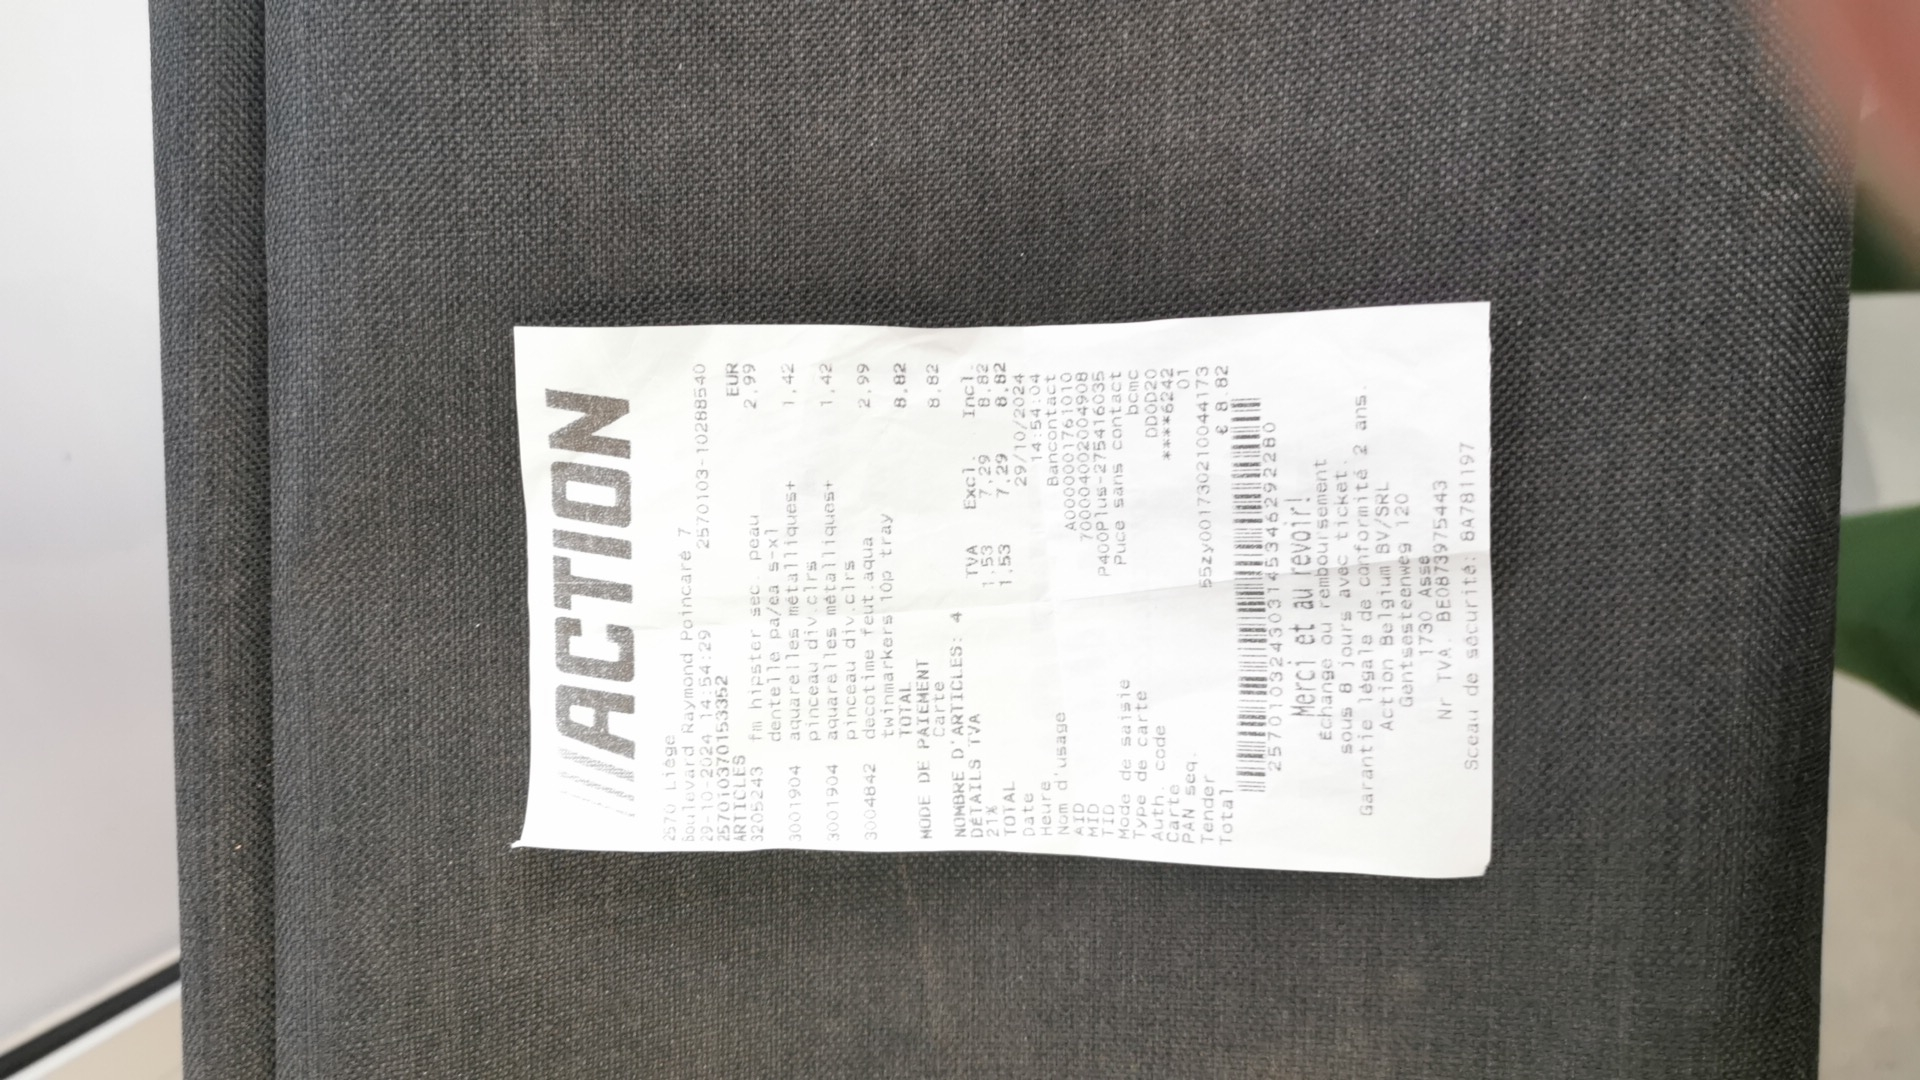 ACTION
2570 Liège
Boulevard Raymond Poincaré 7
29-10-2024 14:54:29 2570103-10288540
2570103701533​52
ARTICLES EUR
3205243 fm hipster sec. peau 2,99
dentelle pa/ea s-xl
3001904 aquarelles métalliques+ 1,42
pinceau div.clrs
3001904 aquarelles métalliques+ 1,42
pinceau div.clrs
3004842 decotime feut.aqua 2,99
twinmarkers 10p tray
TOTAL 8,82
MODE DE PAIEMENT
Carte 8,82
NOMBRE D'ARTICLES: 4
DÉTAILS TVA TVA Excl. Incl.
21% 1,53 7,29 8,82
TOTAL 1,53 7,29 8,82
Date 29/10/2024
Heure 14:54:04
Nom d'usage Bancontact
AID A0000001761010
MID 7000040020004908
TID P400Plus-275416035
Mode de saisie Puce sans contact
Type de carte bcmc
Auth. code DD0D20
Carte ****6242
PAN seq. 01
Tender 55zy001730210044173
Total € 8.82
2570103243031453462922​80
Merci et au revoir!
Échange ou remboursement
sous 8 jours avec ticket.
Garantie légale de conformité 2 ans.
Action Belgium BV/SRL
Gentsesteenweg 120
1730 Asse
Nr TVA. BE0873975443
Sceau de sécurité: 8A781197